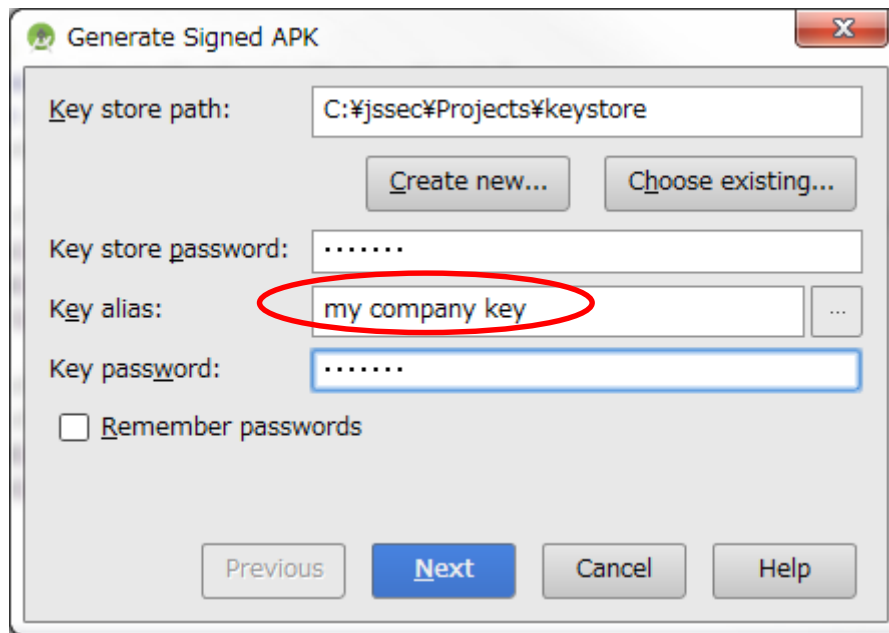 Generate Signed APK
Key store path: C:¥jssec¥Projects¥keystore
Create new... Choose existing...
Key store password: •••••••
Key alias: my company key ...
Key password: •••••••
Remember passwords
Previous Next Cancel Help